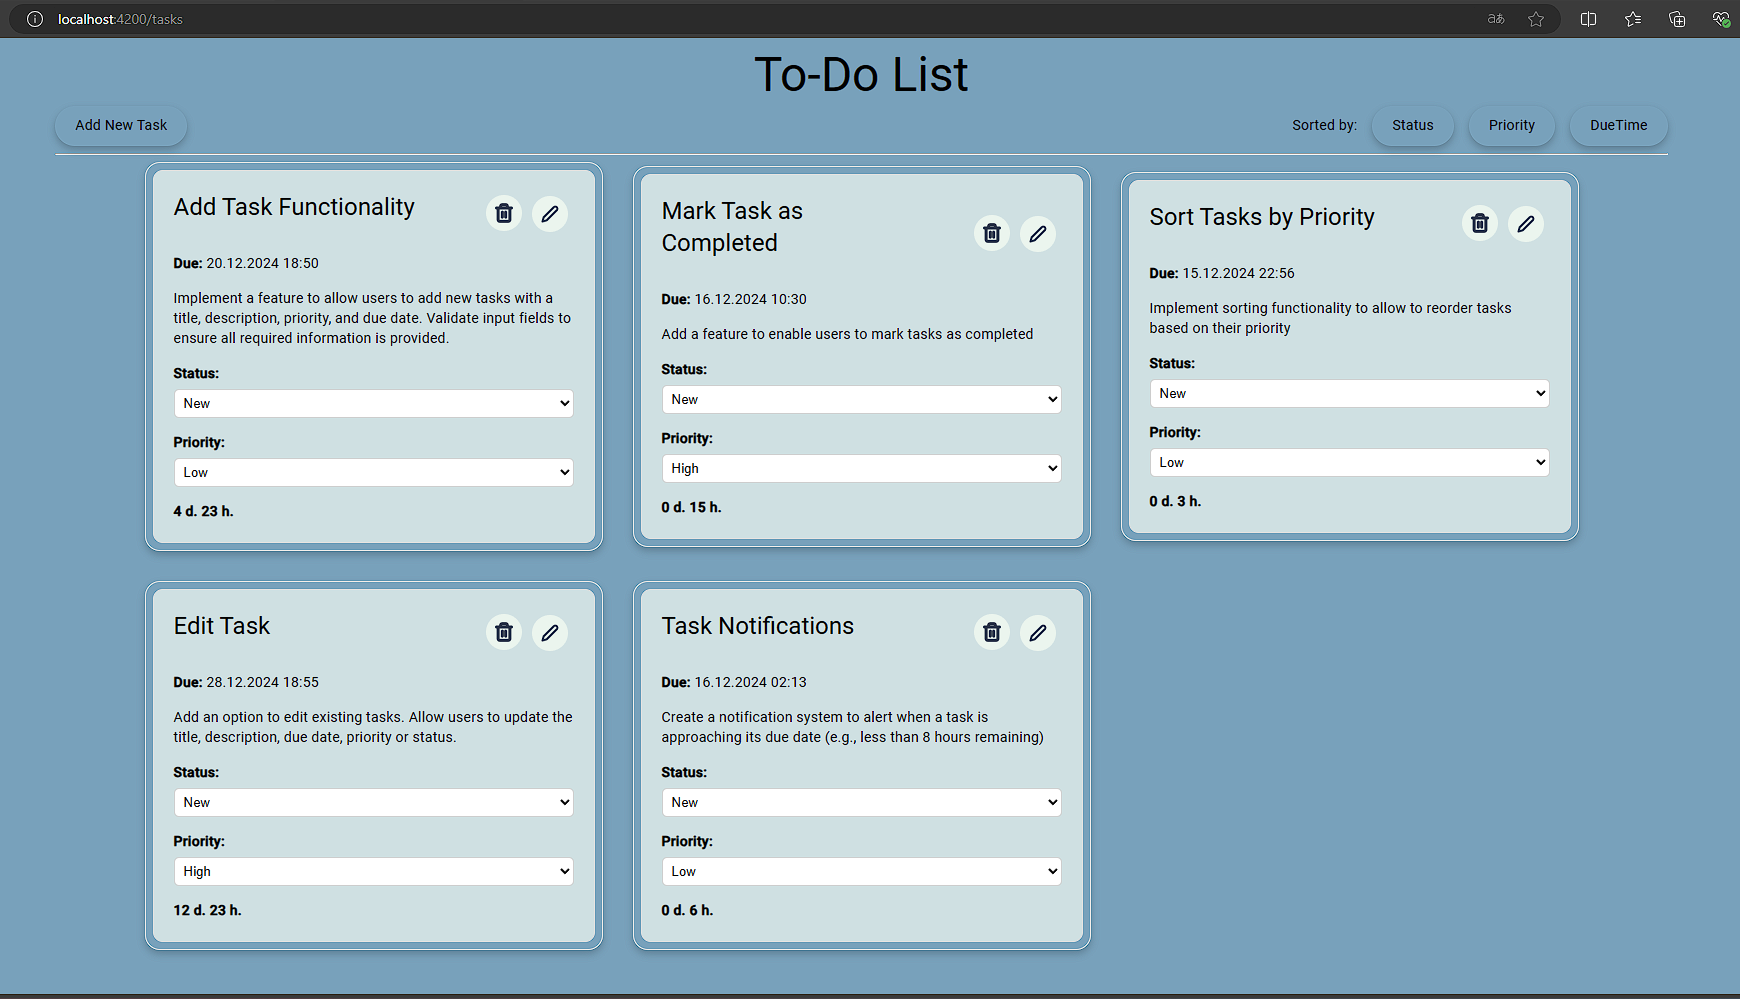 localhost:4200/tasks
To-Do List
Add New Task
Sorted by:
Status
Priority
DueTime
Add Task Functionality
Due: 20.12.2024 18:50
Implement a feature to allow users to add new tasks with a
title, description, priority, and due date. Validate input fields to
ensure all required information is provided.
Status:
New
Priority:
Low
4 d. 23 h.
Mark Task as
Completed
Due: 16.12.2024 10:30
Add a feature to enable users to mark tasks as completed
Status:
New
Priority:
High
0 d. 15 h.
Sort Tasks by Priority
Due: 15.12.2024 22:56
Implement sorting functionality to allow to reorder tasks
based on their priority
Status:
New
Priority:
Low
0 d. 3 h.
Edit Task
Due: 28.12.2024 18:55
Add an option to edit existing tasks. Allow users to update the
title, description, due date, priority or status.
Status:
New
Priority:
High
12 d. 23 h.
Task Notifications
Due: 16.12.2024 02:13
Create a notification system to alert when a task is
approaching its due date (e.g., less than 8 hours remaining)
Status:
New
Priority:
Low
0 d. 6 h.